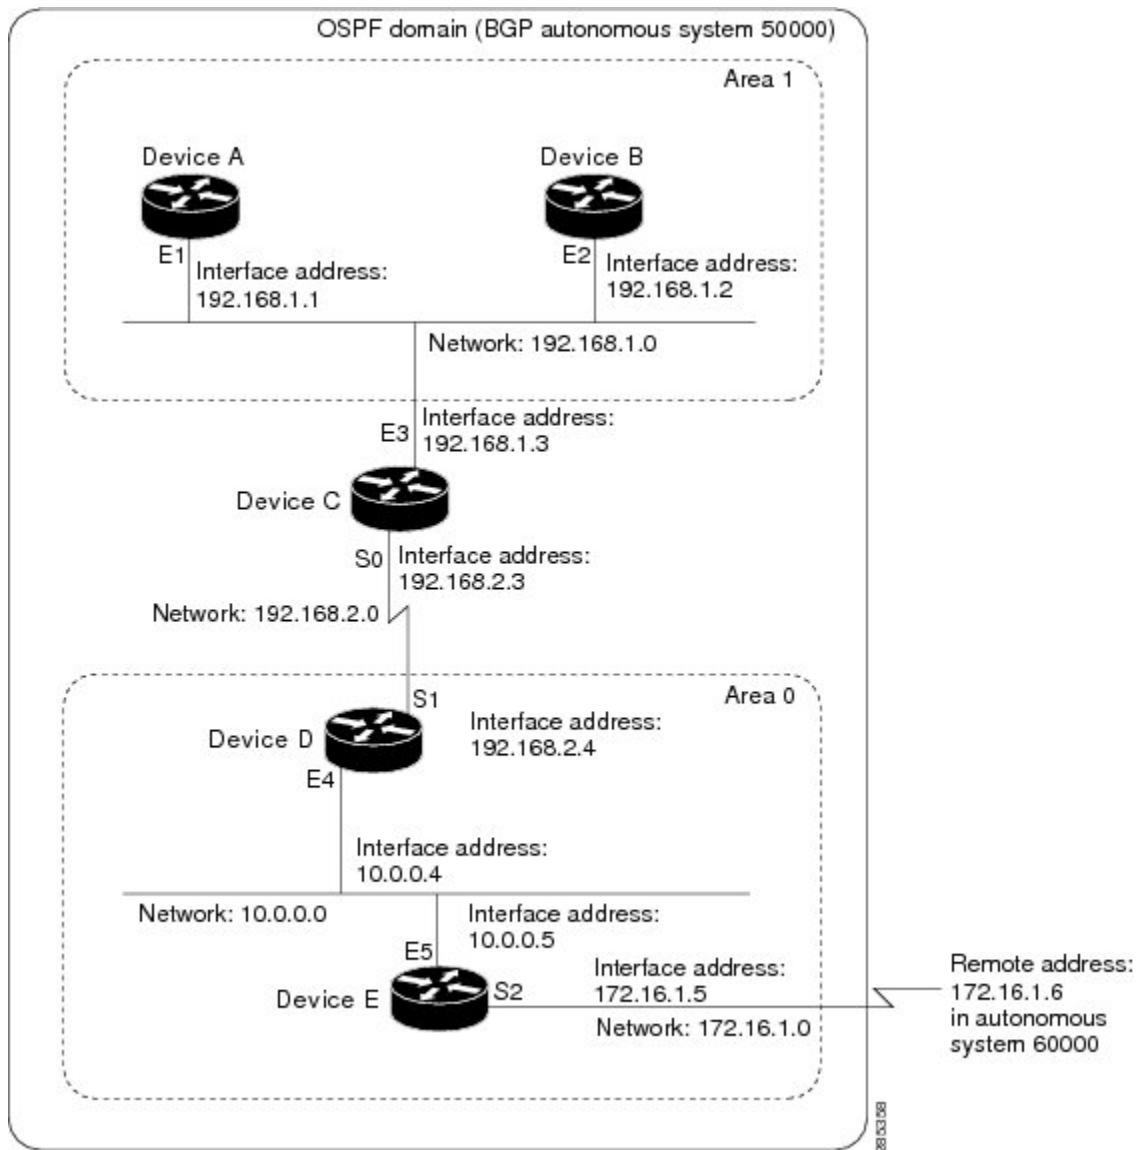 OSPF domain (BGP autonomous system 50000)
Area 1
Device A
Device B
E1
Interface address:
192.168.1.1
E2
Interface address:
192.168.1.2
Network: 192.168.1.0
E3
Interface address:
192.168.1.3
Device C
S0
Interface address:
192.168.2.3
Network: 192.168.2.0
Area 0
S1
Device D
Interface address:
192.168.2.4
E4
Interface address:
10.0.0.4
Network: 10.0.0.0
Interface address:
10.0.0.5
E5
Device E
S2
Interface address:
172.16.1.5
Network: 172.16.1.0
Remote address:
172.16.1.6
in autonomous
system 60000